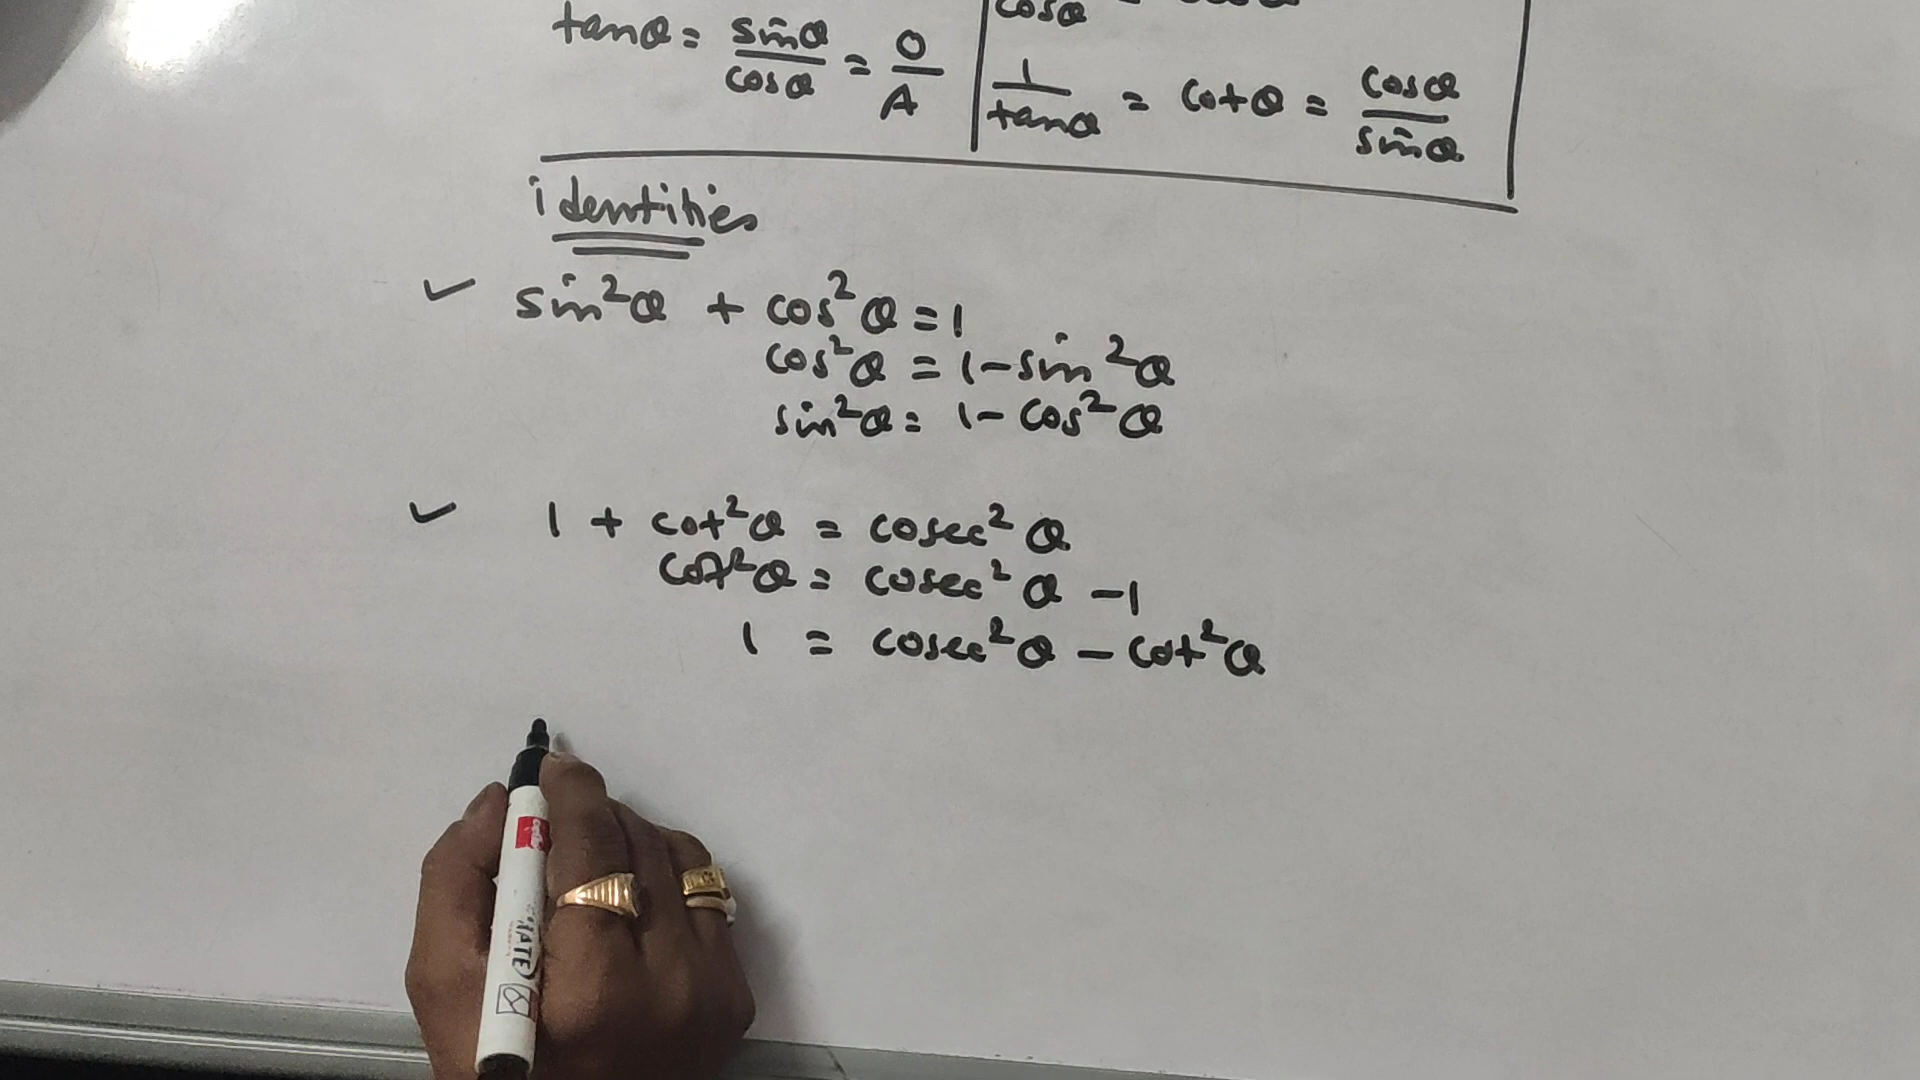 tanθ = sinθ/cosθ = O/A
cosθ
1/tanθ = cotθ = cosθ/sinθ
identities
✓ sin²θ + cos²θ = 1
cos²θ = 1 - sin²θ
sin²θ = 1 - cos²θ
✓ 1 + cot²θ = cosec²θ
cot²θ = cosec²θ - 1
1 = cosec²θ - cot²θ